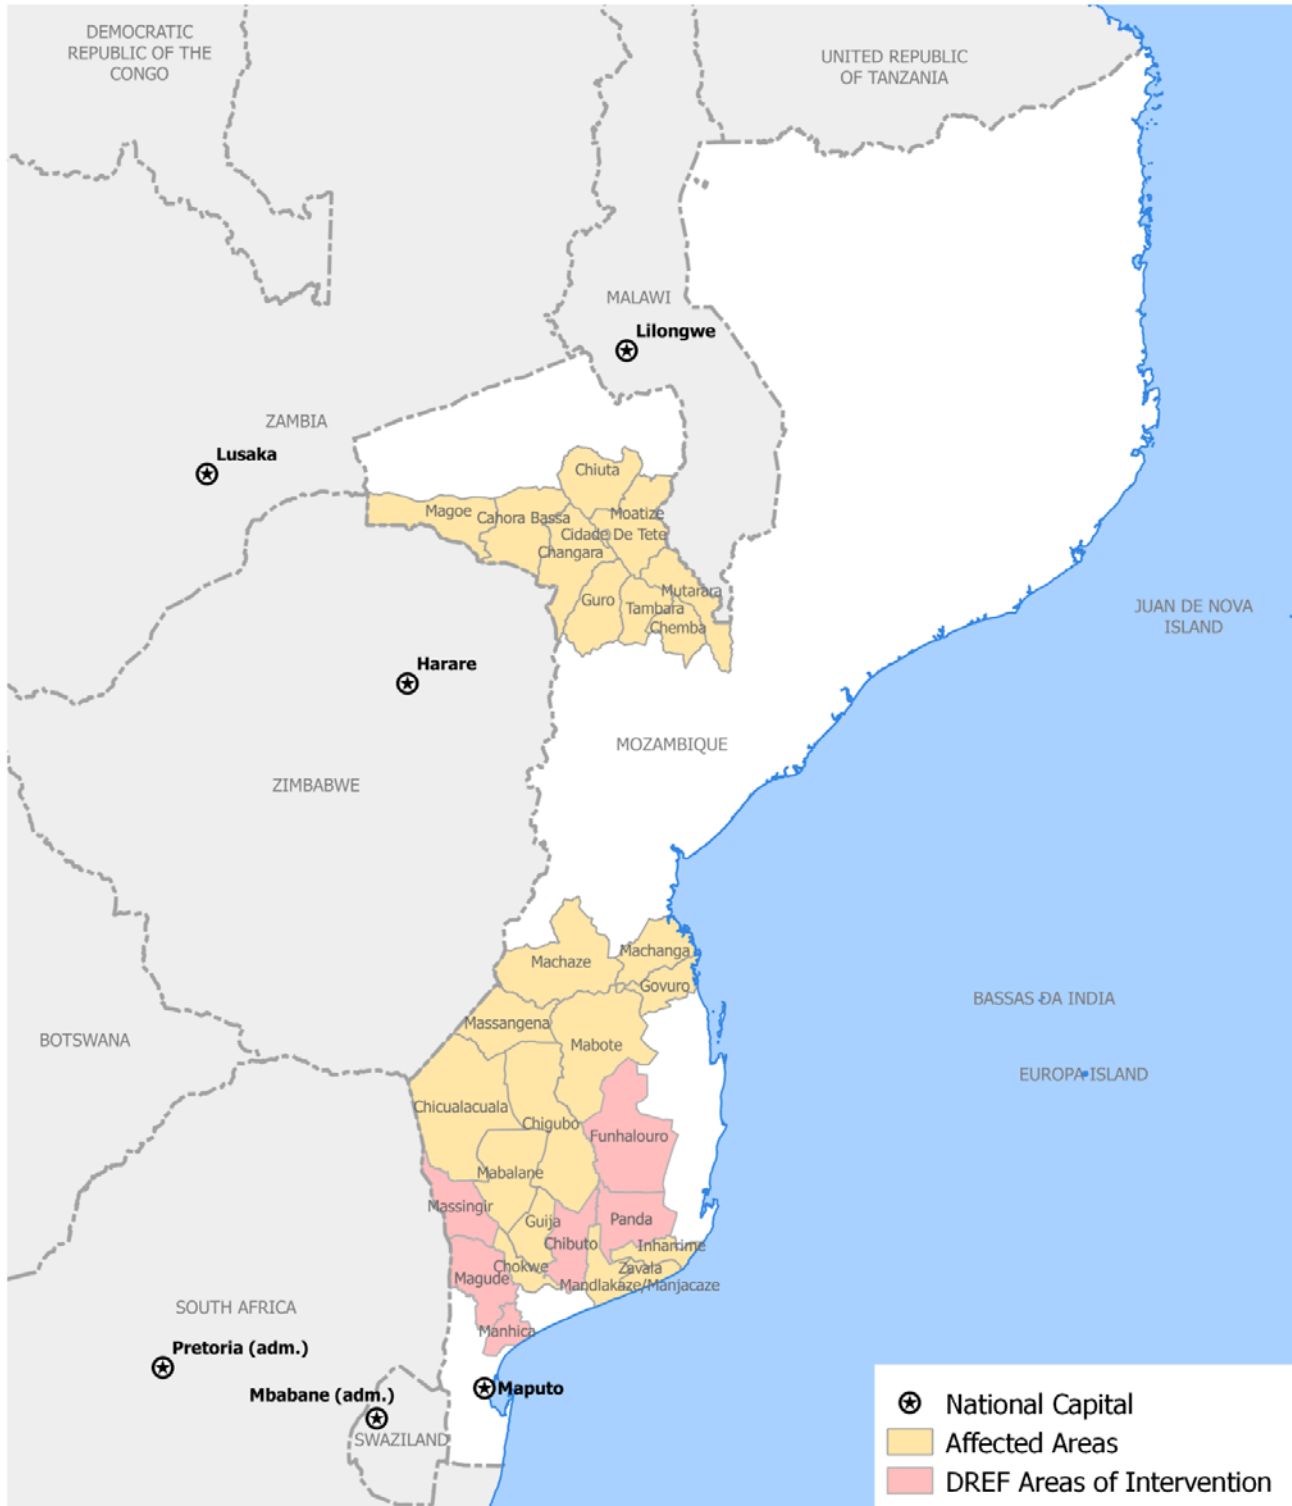 DEMOCRATIC
REPUBLIC OF THE
CONGO
UNITED REPUBLIC
OF TANZANIA
MALAWI
Lilongwe
ZAMBIA
Lusaka
Chiuta
Magoe
Cahora Bassa
Moatize
Cidade De Tete
Changara
Mutarara
Guro
Tambara
Chemba
JUAN DE NOVA
ISLAND
Harare
MOZAMBIQUE
ZIMBABWE
Machaze
Machanga
Govuro
BASSAS DA INDIA
Massangena
BOTSWANA
Mabote
EUROPA ISLAND
Chicualacuala
Chigubo
Funhalouro
Mabalane
Massingir
Guija
Panda
Chibuto
Inharrime
Chokwe
Zavala
Magude
Mandlakaze/Manjacaze
SOUTH AFRICA
Manhica
Pretoria (adm.)
Mbabane (adm.)
Maputo
SWAZILAND
National Capital
Affected Areas
DREF Areas of Intervention